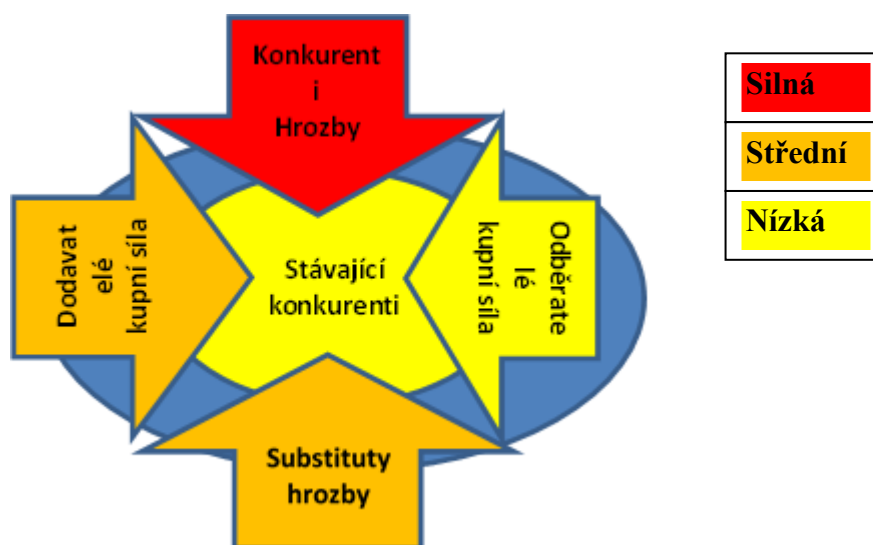 Konkurent
i
Hrozby
Dodavat
elé
kupní síla
Stávající
konkurenti
Odběrate
lé
kupní síla
Substituty
hrozby
Silná
Střední
Nízká